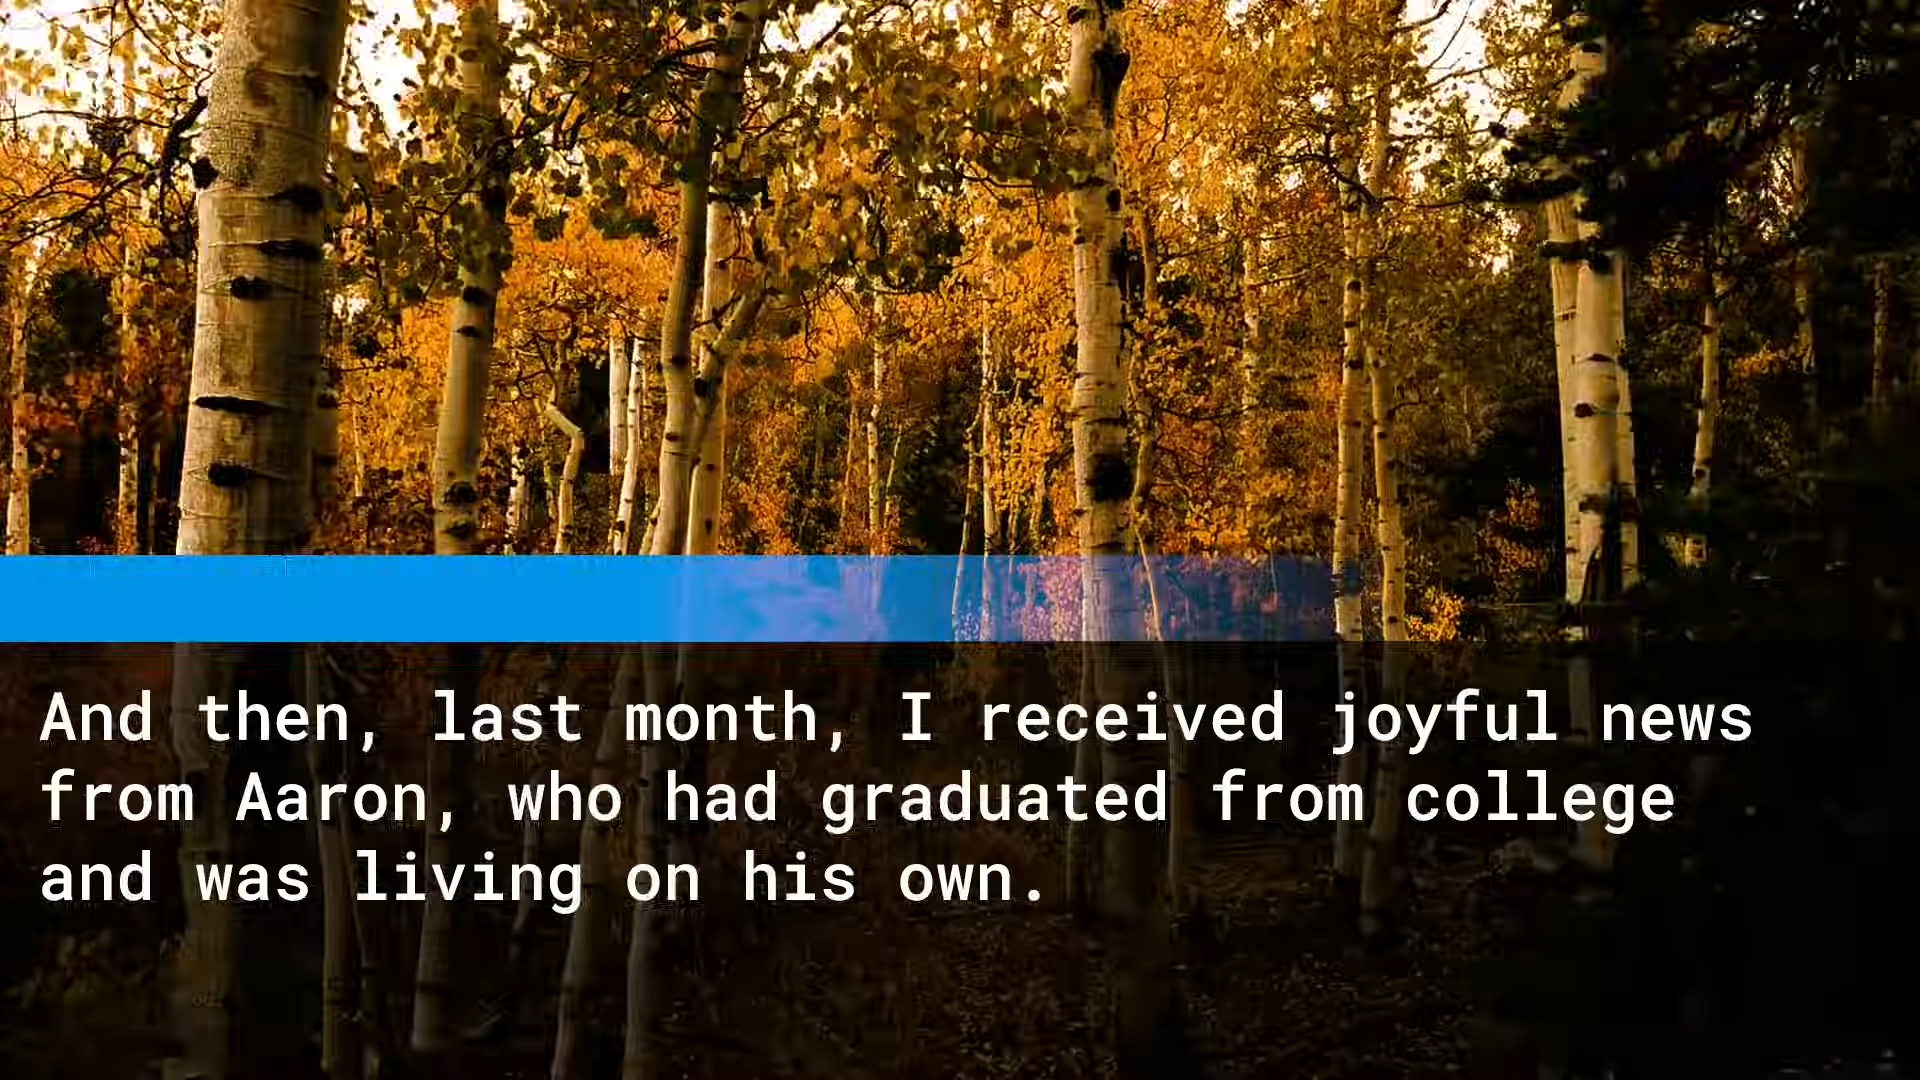 And then, last month, I received joyful news
from Aaron, who had graduated from college
and was living on his own.